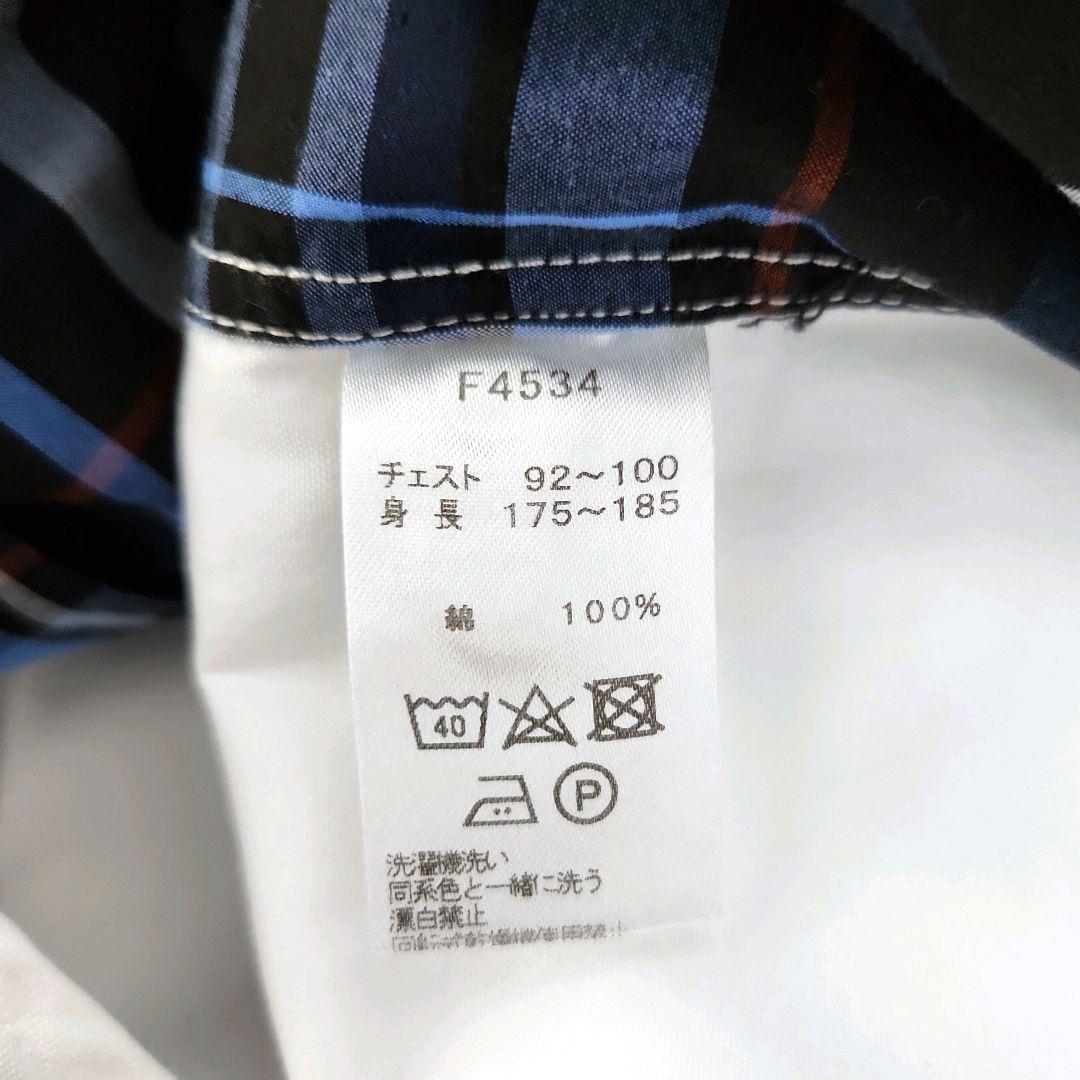 F4534
チェスト 92～100
身 長 175～185
綿 100%
40
P
洗濯機洗い
同系色と一緒に洗う
漂白禁止